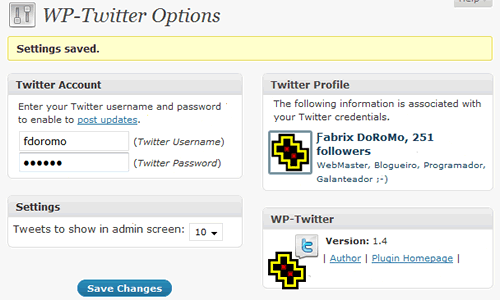 Help
WP-Twitter Options
Settings saved.
Twitter Account
Enter your Twitter username and password
to enable to post updates.
fdoromo (Twitter Username)
•••••• (Twitter Password)
Settings
Tweets to show in admin screen: 10
Save Changes
Twitter Profile
The following information is associated with
your Twitter credentials.
Fabrix DoRoMo, 251
followers
WebMaster, Blogueiro, Programador,
Galanteador ;-)
WP-Twitter
Version: 1.4
| Author | Plugin Homepage |